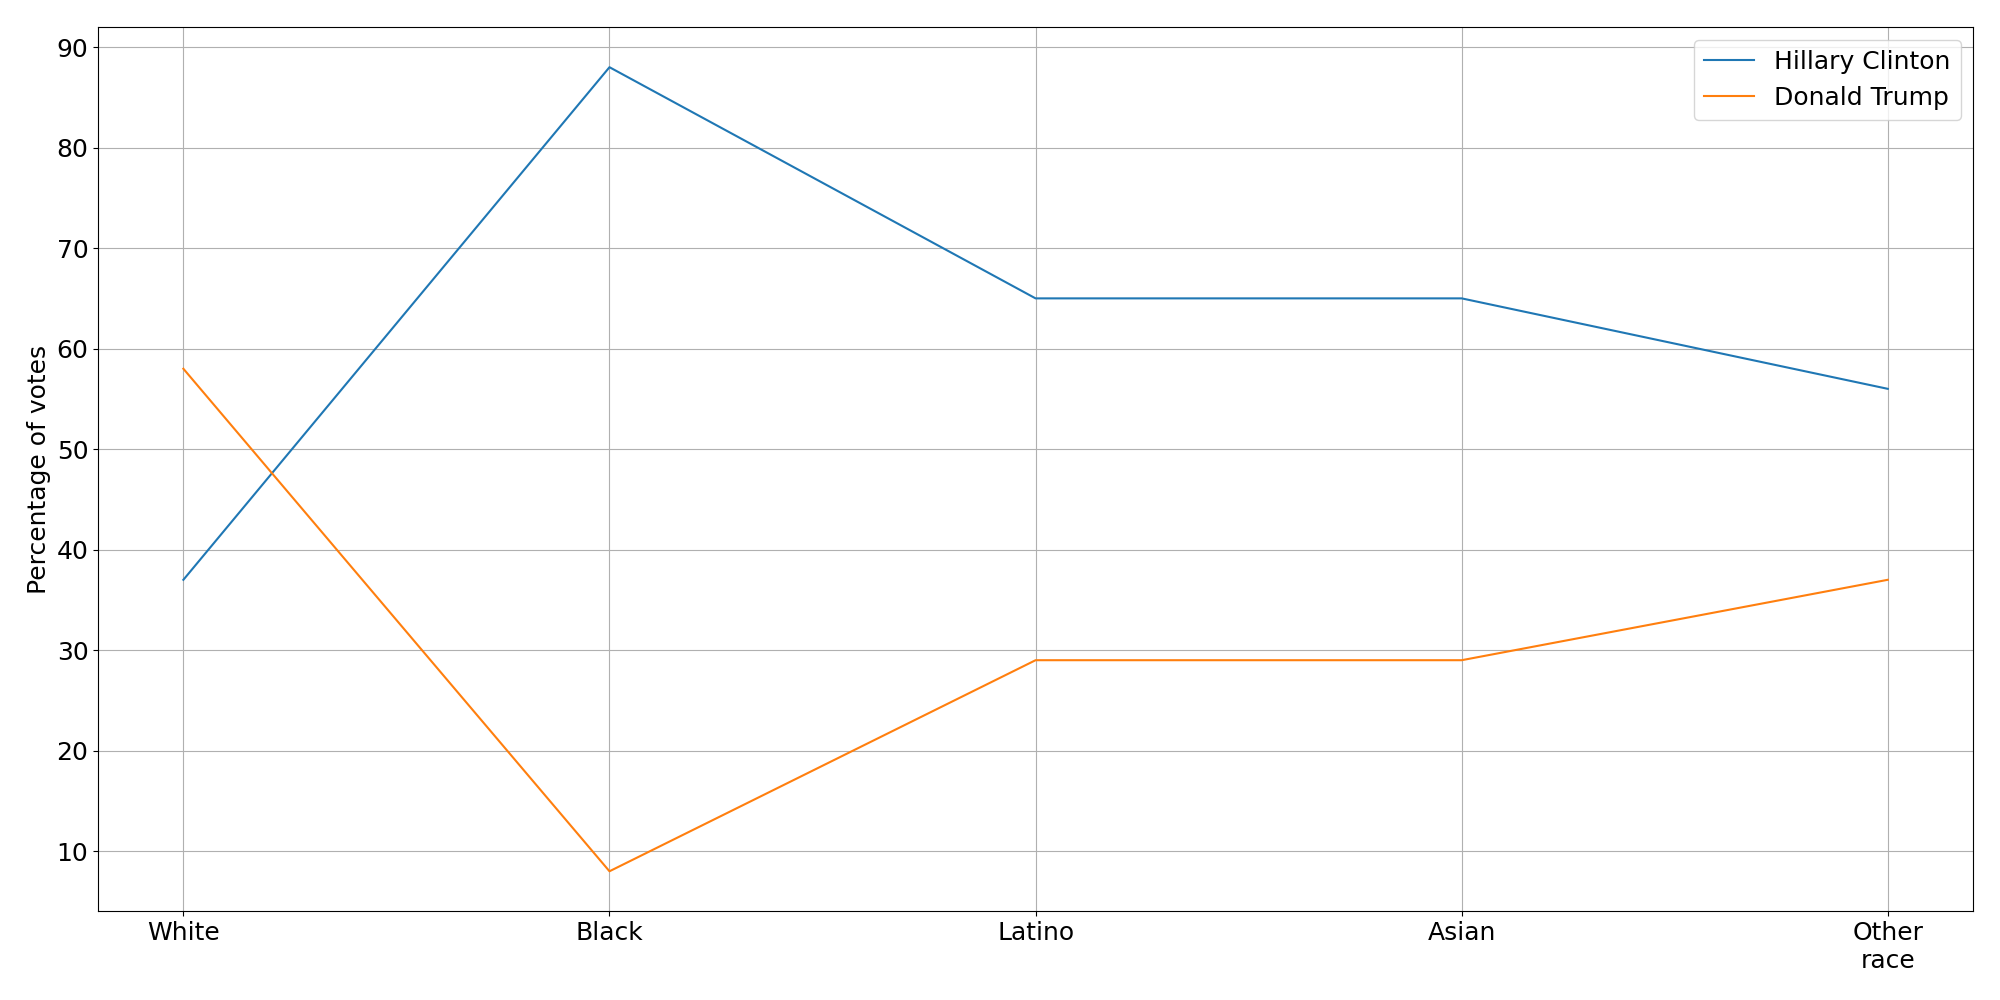 Hillary Clinton
Donald Trump
Percentage of votes
90
80
70
60
50
40
30
20
10
White
Black
Latino
Asian
Other
race